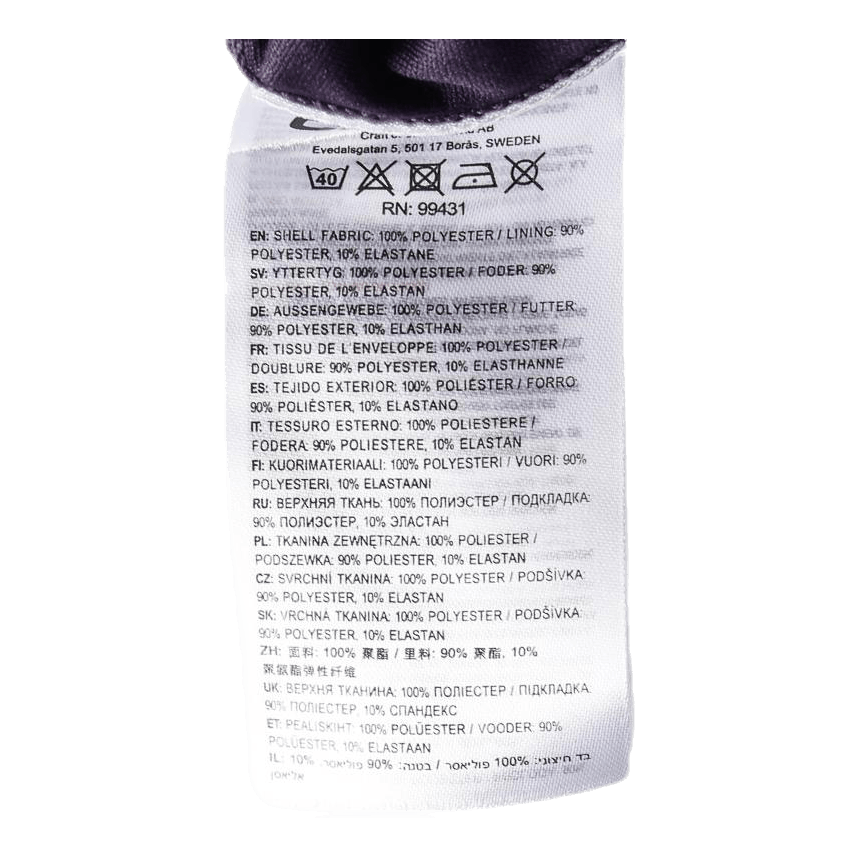 AB
Evedalsgatan 5, 501 17 Borås, SWEDEN
40
RN: 99431
EN: SHELL FABRIC: 100% POLYESTER / LINING: 90%
POLYESTER, 10% ELASTANE
SV: YTTERTYG: 100% POLYESTER / FODER: 90%
POLYESTER, 10% ELASTAN
DE: AUSSENGEWEBE: 100% POLYESTER / FUTTER:
90% POLYESTER, 10% ELASTHAN
FR: TISSU DE L'ENVELOPPE: 100% POLYESTER /
DOUBLURE: 90% POLYESTER, 10% ELASTHANNE
ES: TEJIDO EXTERIOR: 100% POLIÉSTER / FORRO:
90% POLIÉSTER, 10% ELASTANO
IT: TESSURO ESTERNO: 100% POLIESTERE /
FODERA: 90% POLIESTERE, 10% ELASTAN
FI: KUORIMATERIAALI: 100% POLYESTERI / VUORI: 90%
POLYESTERI, 10% ELASTAANI
RU: ВЕРХНЯЯ ТКАНЬ: 100% ПОЛИЭСТЕР / ПОДКЛАДКА:
90% ПОЛИЭСТЕР, 10% ЭЛАСТАН
PL: TKANINA ZEWNĘTRZNA: 100% POLIESTER /
PODSZEWKA: 90% POLIESTER, 10% ELASTAN
CZ: SVRCHNÍ TKANINA: 100% POLYESTER / PODŠÍVKA:
90% POLYESTER, 10% ELASTAN
SK: VRCHNÁ TKANINA: 100% POLYESTER / PODŠÍVKA:
90% POLYESTER, 10% ELASTAN
ZH: 面料: 100% 聚酯 / 里料: 90% 聚酯, 10%
聚氨酯弹性纤维
UK: ВЕРХНЯ ТКАНИНА: 100% ПОЛІЕСТЕР / ПІДКЛАДКА:
90% ПОЛІЕСТЕР, 10% СПАНДЕКС
ET: PEALISKIHT: 100% POLÜESTER / VOODER: 90%
POLÜESTER, 10% ELASTAAN
IL: בד חיצוני: 100% פוליאסר / בטנה: 90% פוליאסר, 10%
אליאסן